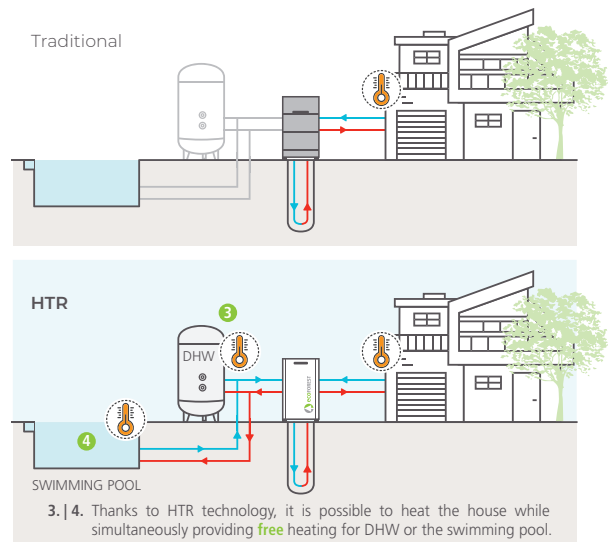 Traditional
HTR
3
DHW
ECOFOREST
4
SWIMMING POOL
3. | 4. Thanks to HTR technology, it is possible to heat the house while
simultaneously providing free heating for DHW or the swimming pool.